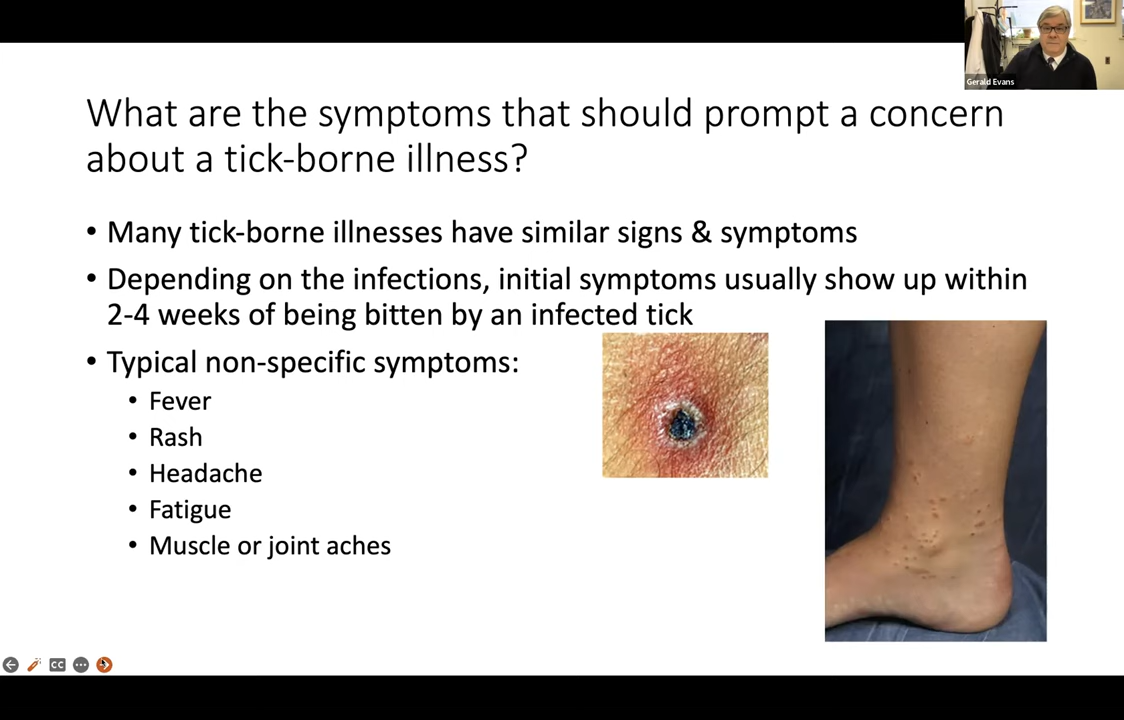 Gerald Evans
What are the symptoms that should prompt a concern
about a tick-borne illness?
• Many tick-borne illnesses have similar signs & symptoms
• Depending on the infections, initial symptoms usually show up within
2-4 weeks of being bitten by an infected tick
• Typical non-specific symptoms:
• Fever
• Rash
• Headache
• Fatigue
• Muscle or joint aches
CC